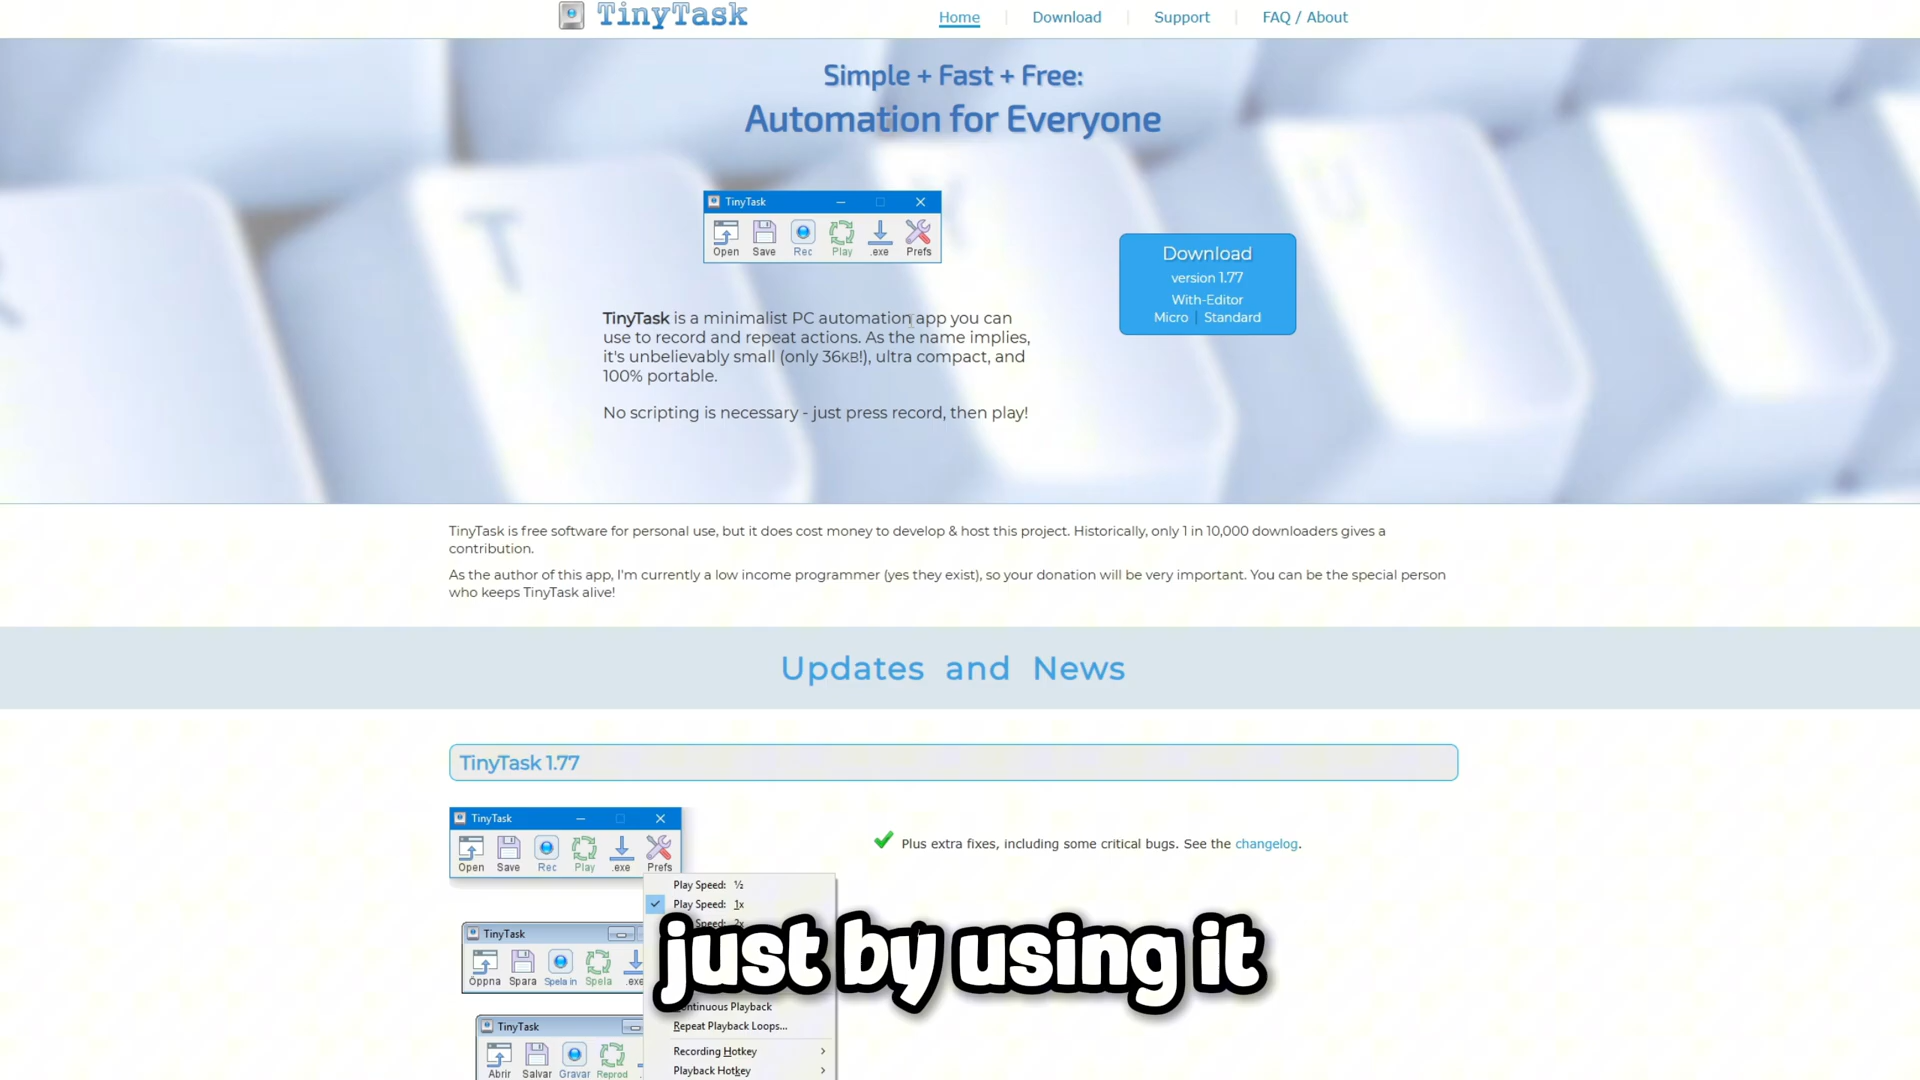 TinyTask
Home
Download
Support
FAQ / About
Simple + Fast + Free:
Automation for Everyone
TinyTask
Open Save Rec Play .exe Prefs
Download
version 1.77
With-Editor
Micro | Standard
TinyTask is a minimalist PC automation app you can
use to record and repeat actions. As the name implies,
it's unbelievably small (only 36KB!), ultra compact, and
100% portable.
No scripting is necessary - just press record, then play!
TinyTask is free software for personal use, but it does cost money to develop & host this project. Historically, only 1 in 10,000 downloaders gives a
contribution.
As the author of this app, I'm currently a low income programmer (yes they exist), so your donation will be very important. You can be the special person
who keeps TinyTask alive!
Updates and News
TinyTask 1.77
TinyTask
Open Save Rec Play .exe Prefs
Plus extra fixes, including some critical bugs. See the changelog.
Play Speed: ½
Play Speed: 1x
TinyTask
Öppna Spara Spela in Spela .exe
just by using it
Continuous Playback
Repeat Playback Loops...
TinyTask
Recording Hotkey
Playback Hotkey
Abrir Salvar Gravar Reprod